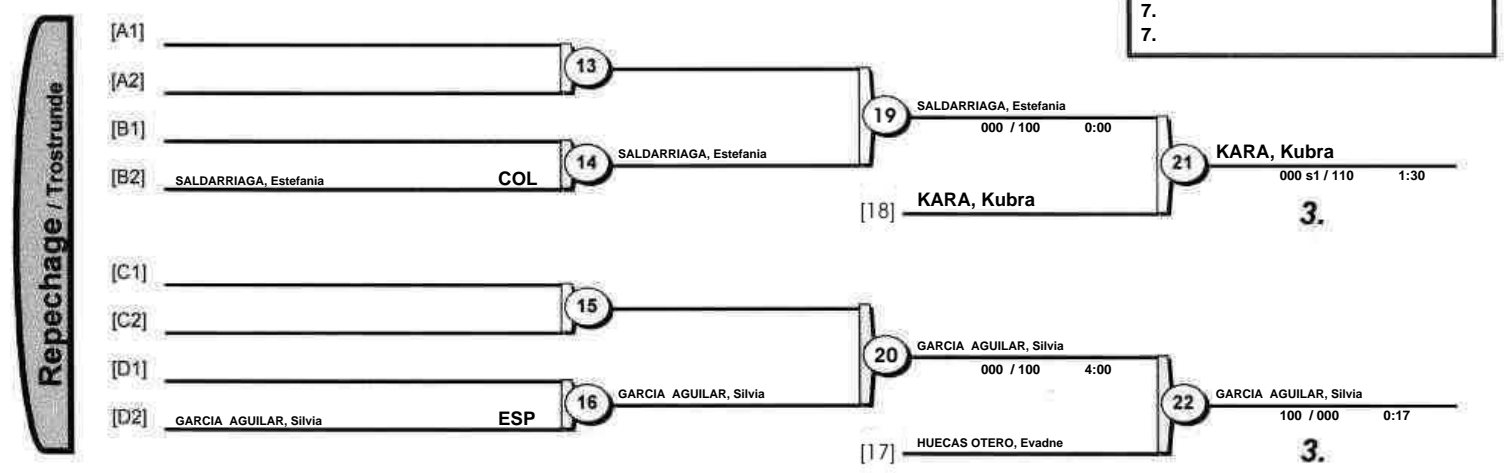 7.
7.
Repechage / Trostrunde
[A1]
[A2]
13
[B1]
[B2] SALDARRIAGA, Estefania COL
14
SALDARRIAGA, Estefania
19
SALDARRIAGA, Estefania
000 / 100 0:00
[18] KARA, Kubra
21
KARA, Kubra
000 s1 / 110 1:30
3.
[C1]
[C2]
15
[D1]
[D2] GARCIA AGUILAR, Silvia ESP
16
GARCIA AGUILAR, Silvia
20
GARCIA AGUILAR, Silvia
000 / 100 4:00
[17] HUECAS OTERO, Evadne
22
GARCIA AGUILAR, Silvia
100 / 000 0:17
3.